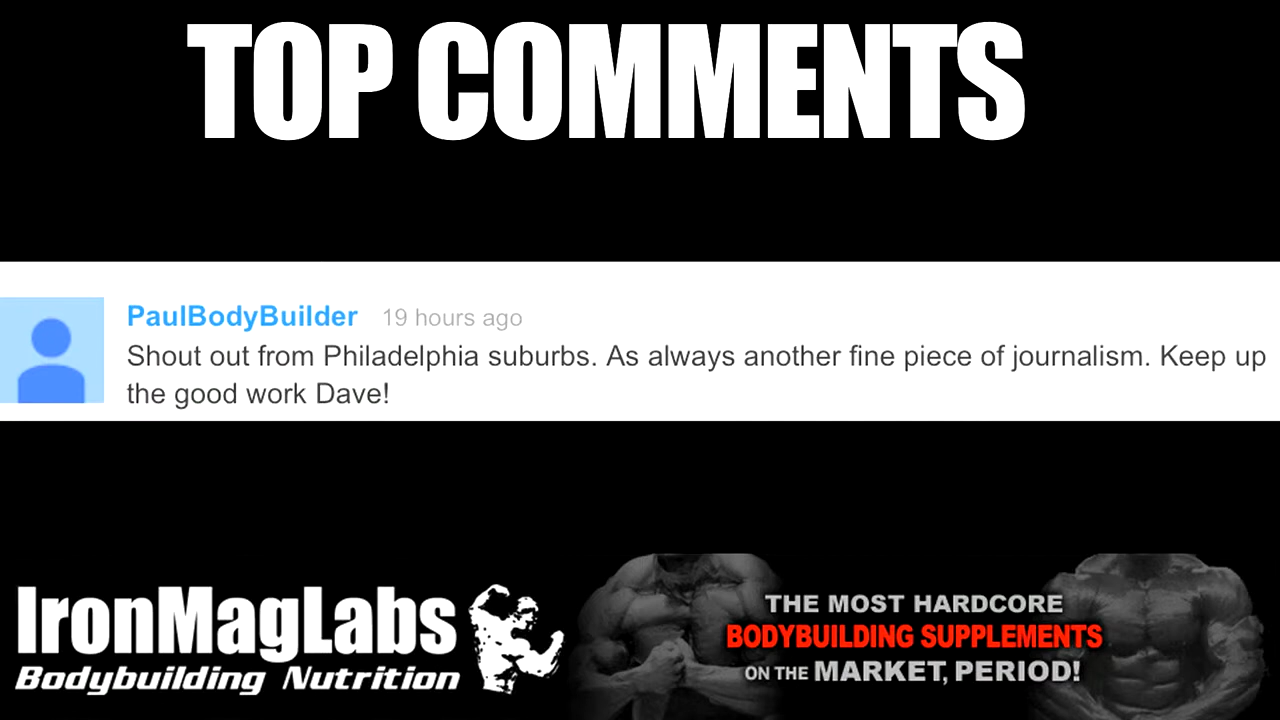 TOP COMMENTS
PaulBodyBuilder 19 hours ago
Shout out from Philadelphia suburbs. As always another fine piece of journalism. Keep up
the good work Dave!
IronMagLabs
Bodybuilding Nutrition
THE MOST HARDCORE
BODYBUILDING SUPPLEMENTS
ON THE MARKET, PERIOD!